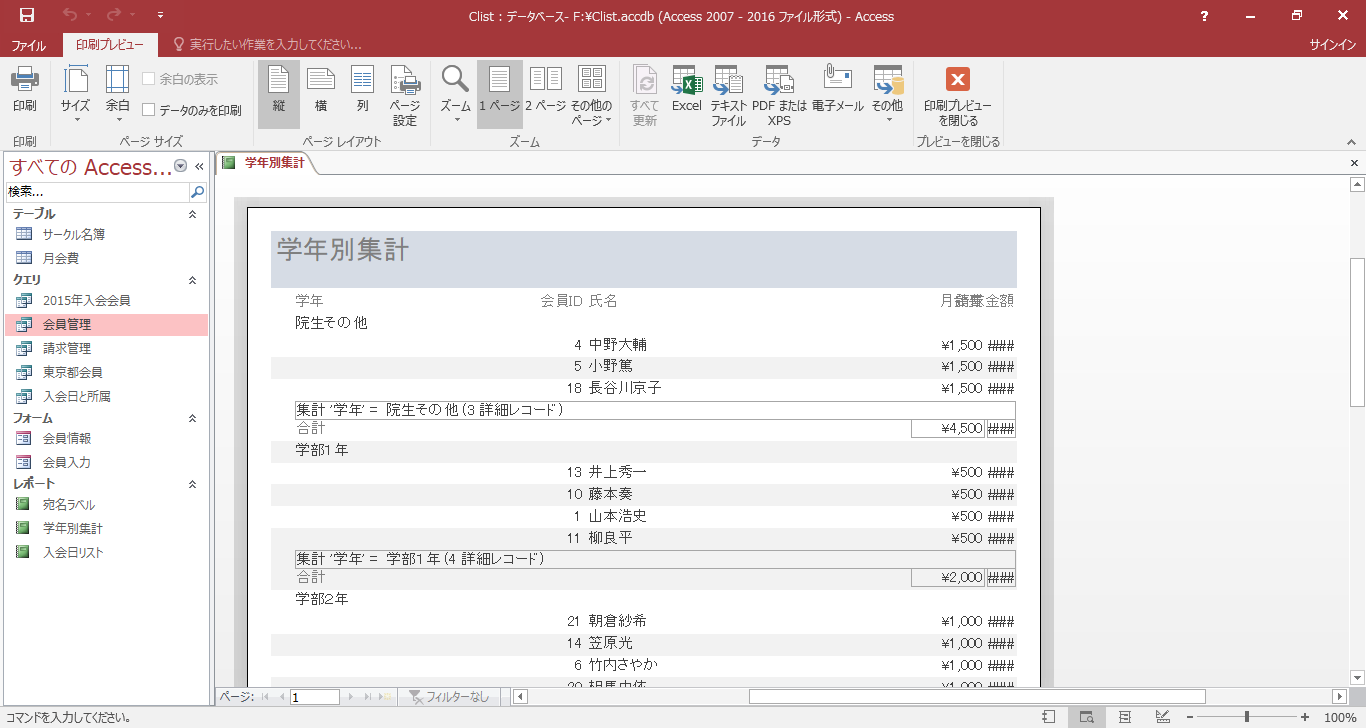 Clist : データベース- F:¥Clist.accdb (Access 2007 - 2016 ファイル形式) - Access
ファイル 印刷プレビュー 実行したい作業を入力してください... サインイン
印刷 サイズ 余白 余白の表示 データのみを印刷 縦 横 列 ページ設定 ズーム 1 ページ 2 ページ その他のページ すべて更新 Excel テキストファイル PDF または XPS 電子メール その他 印刷プレビューを閉じる
印刷 ページ サイズ ページ レイアウト ズーム データ プレビューを閉じる
すべての Access...
検索...
テーブル
サークル名簿
月会費
クエリ
2015年入会会員
会員管理
請求管理
東京都会員
入会日と所属
フォーム
会員情報
会員入力
レポート
宛名ラベル
学年別集計
入会日リスト
学年別集計
学年別集計
学年 会員ID 氏名 金額
院生その他
4 中野大輔 ¥1,500 ####
5 小野篤 ¥1,500 ####
18 長谷川京子 ¥1,500 ####
集計 '学年' = 院生その他 (3 詳細レコード)
合計 ¥4,500 ####
学部1年
13 井上秀一 ¥500 ####
10 藤本奏 ¥500 ####
1 山本浩史 ¥500 ####
11 柳良平 ¥500 ####
集計 '学年' = 学部1年 (4 詳細レコード)
合計 ¥2,000 ####
学部2年
21 朝倉紗希 ¥1,000 ####
14 笠原光 ¥1,000 ####
6 竹内さやか ¥1,000 ####
ページ: 1 フィルターなし
コマンドを入力してください。 100%